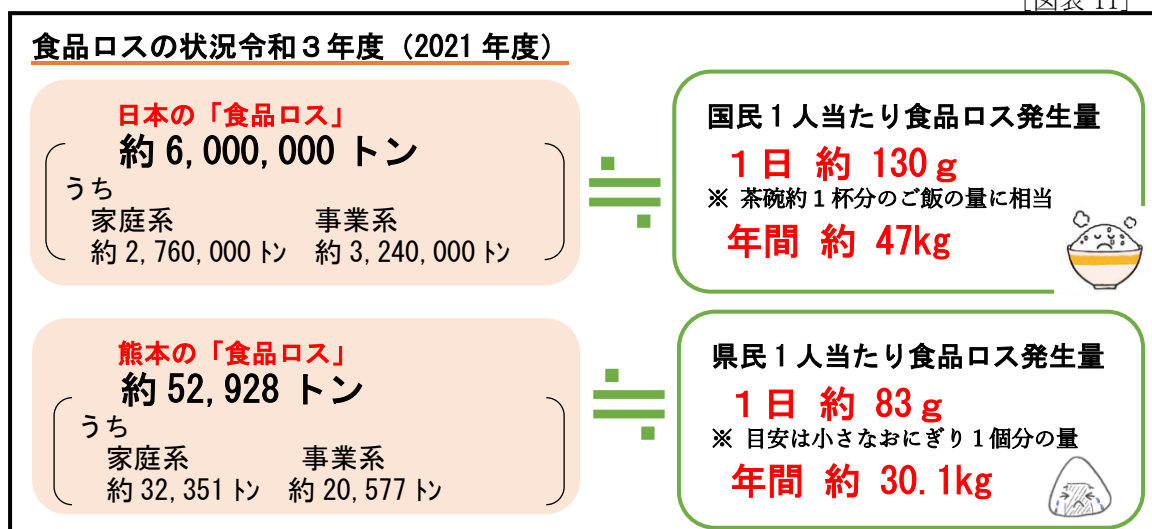 [図表 11]
食品ロスの状況令和３年度（2021 年度）
日本の「食品ロス」
約 6,000,000 トン
うち
家庭系 事業系
約 2,760,000 トン 約 3,240,000 トン
≒
国民１人当たり食品ロス発生量
１日 約 130ｇ
※ 茶碗約１杯分のご飯の量に相当
年間 約 47kg
熊本の「食品ロス」
約 52,928 トン
うち
家庭系 事業系
約 32,351 トン 約 20,577 トン
≒
県民１人当たり食品ロス発生量
１日 約 83ｇ
※ 目安は小さなおにぎり１個分の量
年間 約 30.1kg